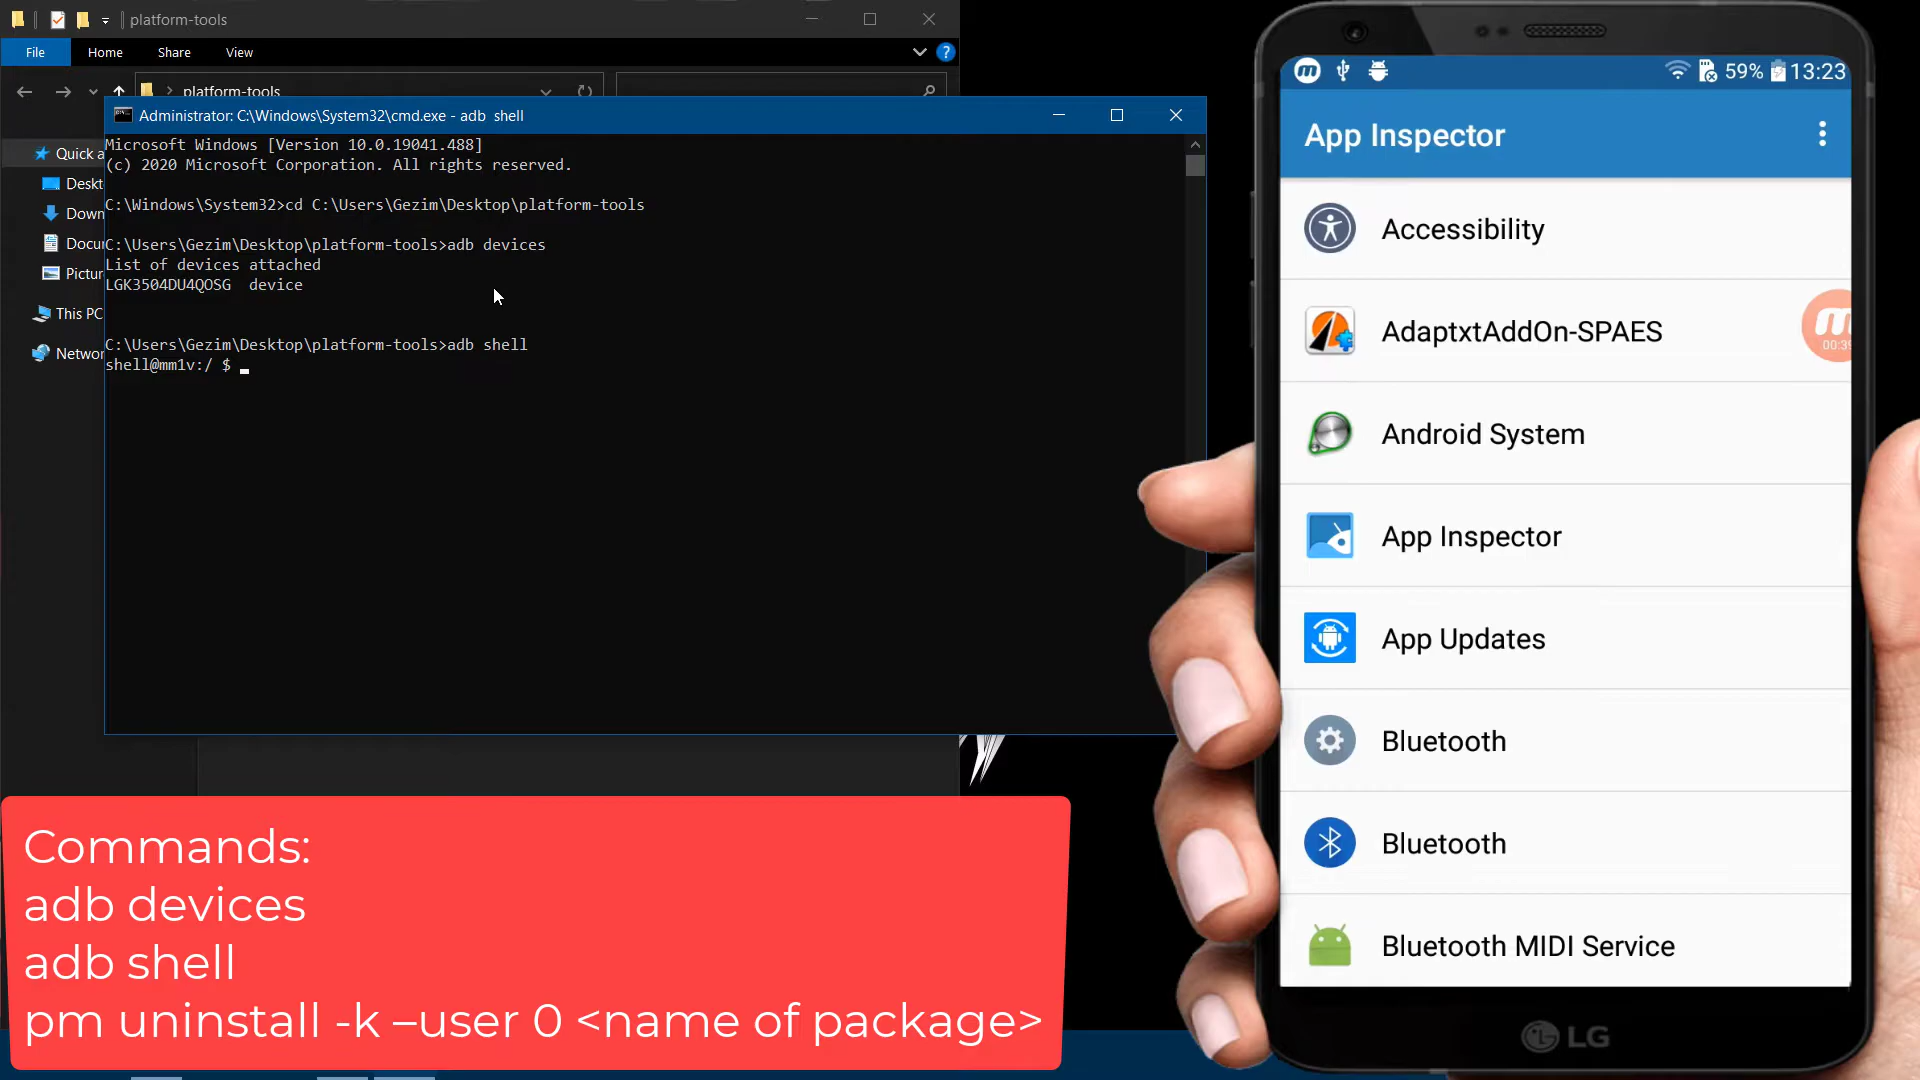 platform-tools
File Home Share View
platform-tools
Quick a
Deskt
Down
Docu
Pictur
This PC
Networ
Administrator: C:\Windows\System32\cmd.exe - adb  shell
Microsoft Windows [Version 10.0.19041.488]
(c) 2020 Microsoft Corporation. All rights reserved.
C:\Windows\System32>cd C:\Users\Gezim\Desktop\platform-tools
C:\Users\Gezim\Desktop\platform-tools>adb devices
List of devices attached
LGK3504DU4QOSG  device
C:\Users\Gezim\Desktop\platform-tools>adb shell
shell@mm1v:/ $
Commands:
adb devices
adb shell
pm uninstall -k –user 0 <name of package>
59% 13:23
App Inspector
Accessibility
AdaptxtAddOn-SPAES
Android System
App Inspector
App Updates
Bluetooth
Bluetooth
Bluetooth MIDI Service
LG